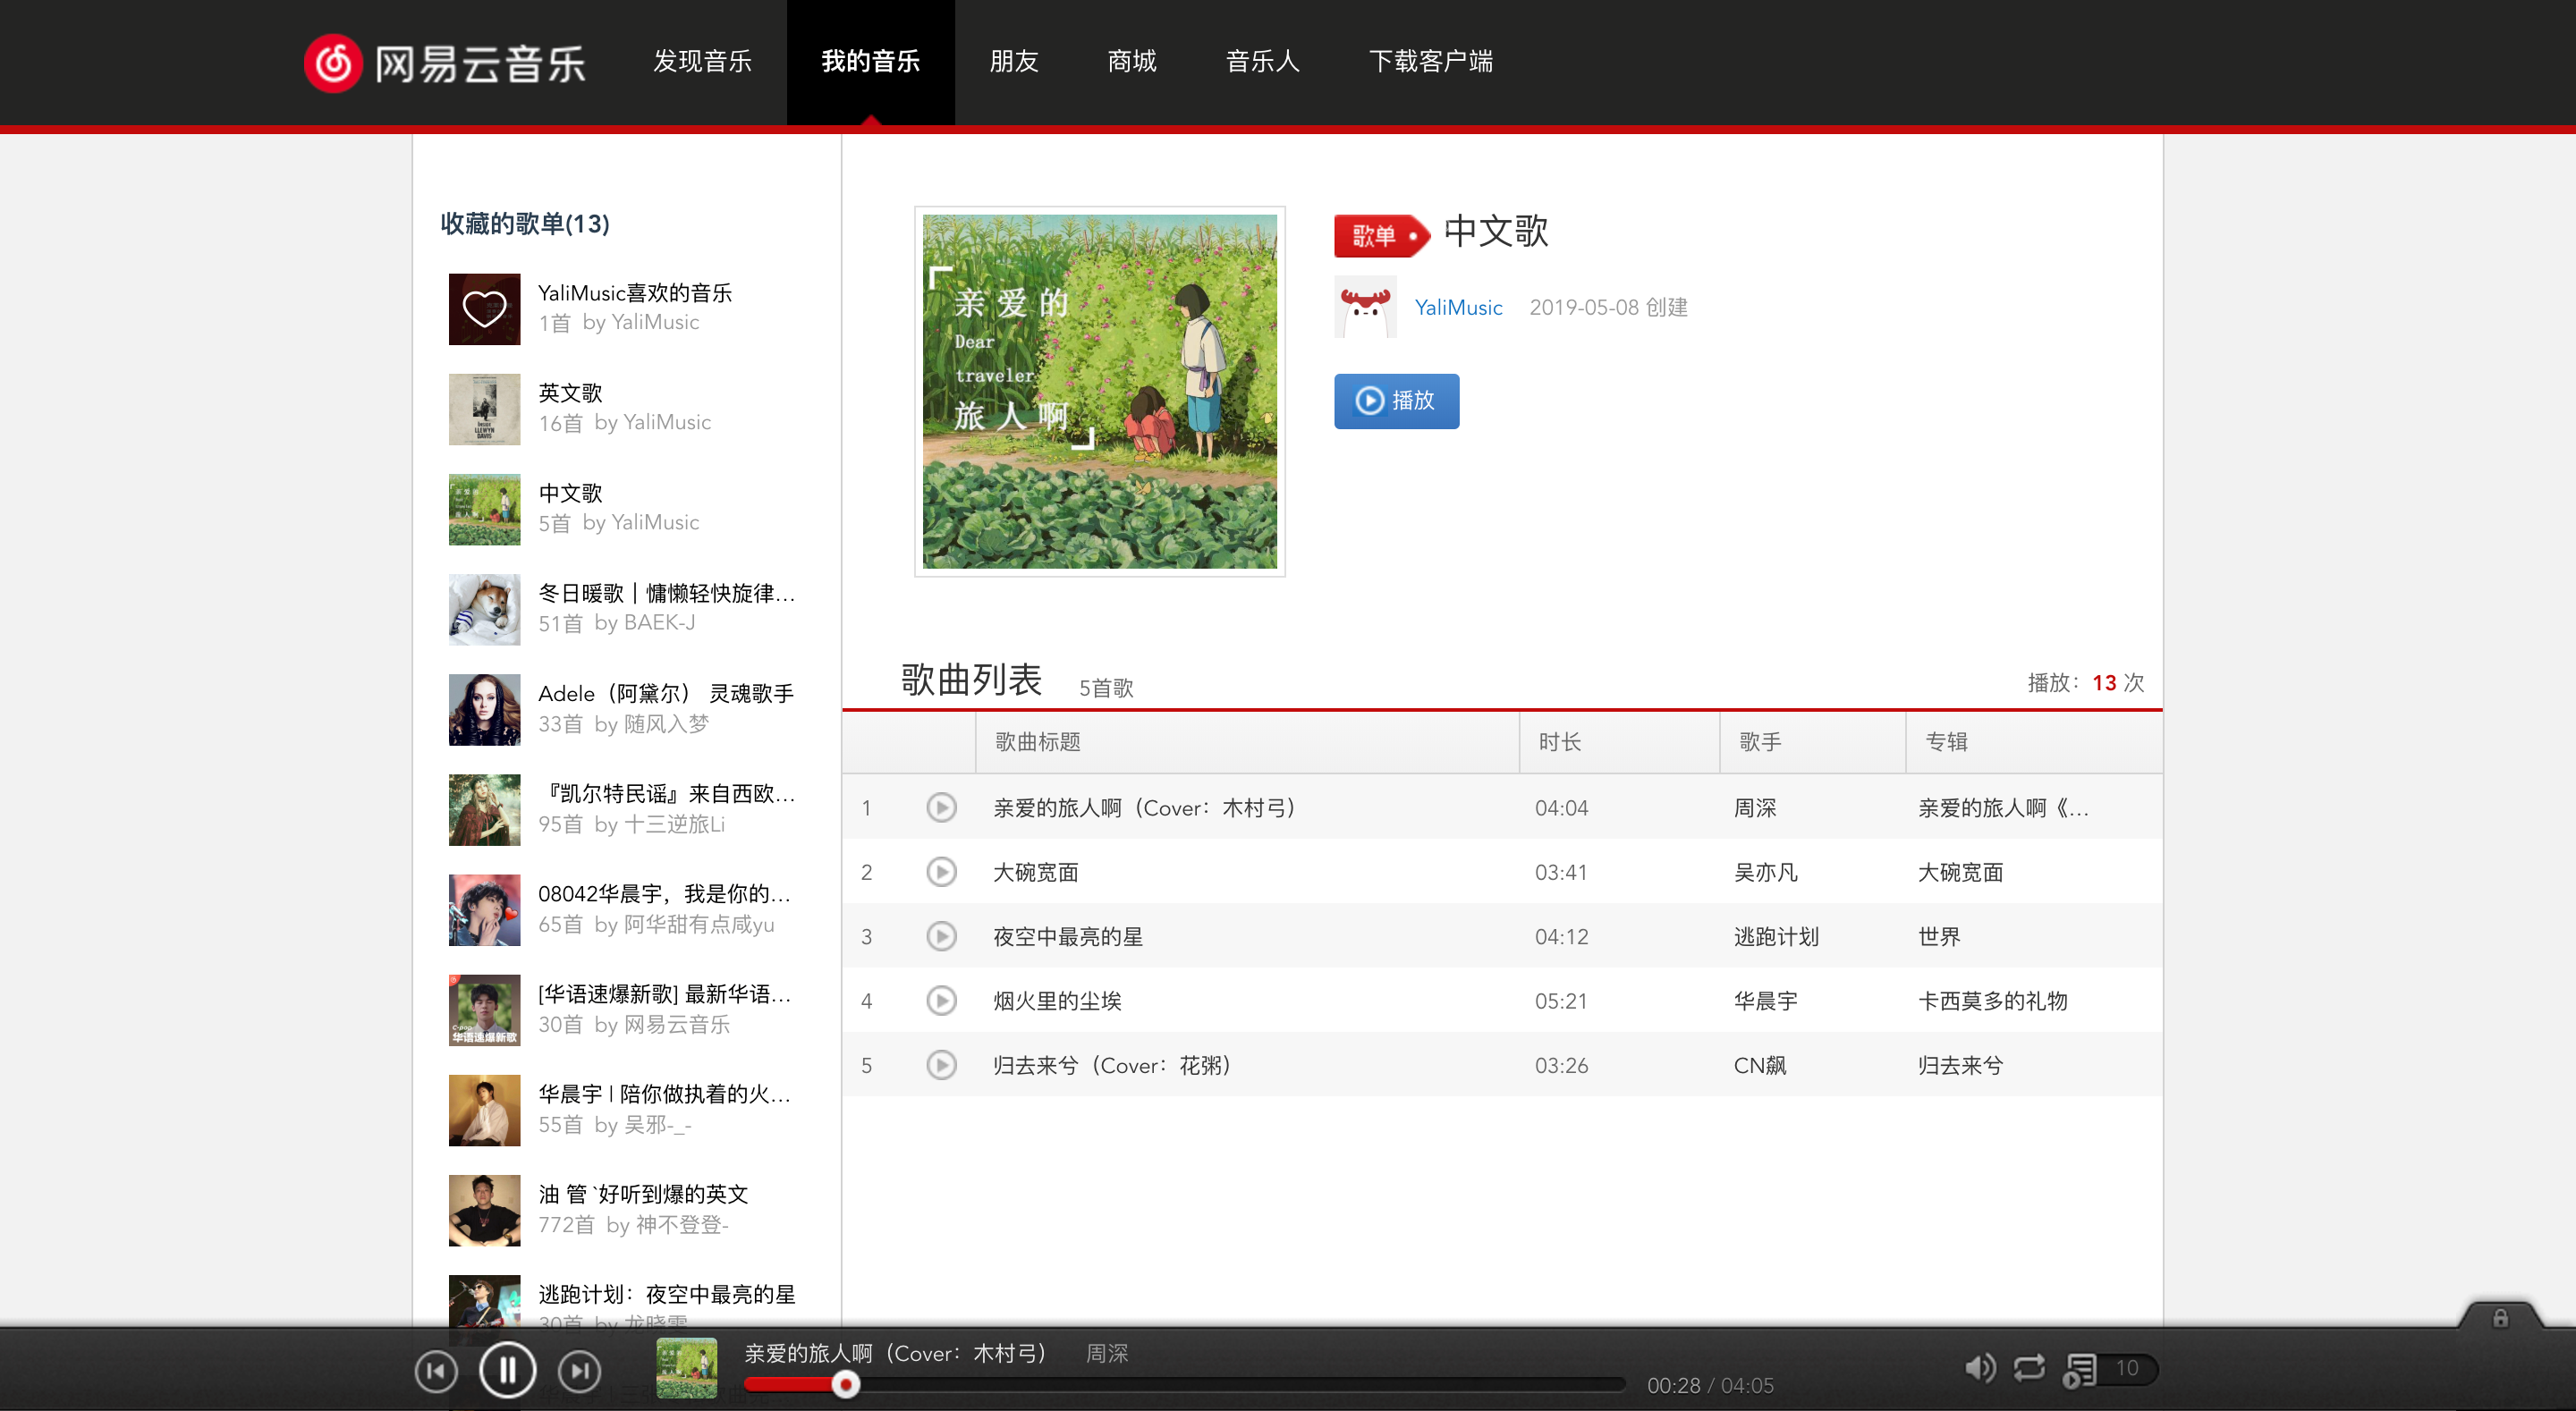 网易云音乐
发现音乐
我的音乐
朋友
商城
音乐人
下载客户端
收藏的歌单(13)
YaliMusic喜欢的音乐
1首 by YaliMusic
英文歌
16首 by YaliMusic
中文歌
5首 by YaliMusic
冬日暖歌｜慵懒轻快旋律...
51首 by BAEK-J
Adele（阿黛尔） 灵魂歌手
33首 by 随风入梦
『凯尔特民谣』来自西欧...
95首 by 十三逆旅Li
08042华晨宇，我是你的...
65首 by 阿华甜有点咸yu
[华语速爆新歌] 最新华语...
30首 by 网易云音乐
C-pop
华语速爆新歌
华晨宇 | 陪你做执着的火...
55首 by 吴邪-_-
油 管 `好听到爆的英文
772首 by 神不登登-
逃跑计划：夜空中最亮的星
30首 by 龙晓雯
亲爱的
Dear
traveler
旅人啊
歌单
中文歌
YaliMusic 2019-05-08 创建
播放
歌曲列表 5首歌 播放：13 次
歌曲标题 时长 歌手 专辑
1 亲爱的旅人啊（Cover：木村弓） 04:04 周深 亲爱的旅人啊《...
2 大碗宽面 03:41 吴亦凡 大碗宽面
3 夜空中最亮的星 04:12 逃跑计划 世界
4 烟火里的尘埃 05:21 华晨宇 卡西莫多的礼物
5 归去来兮（Cover：花粥） 03:26 CN飙 归去来兮
亲爱的旅人啊（Cover：木村弓） 周深
00:28 / 04:05
10